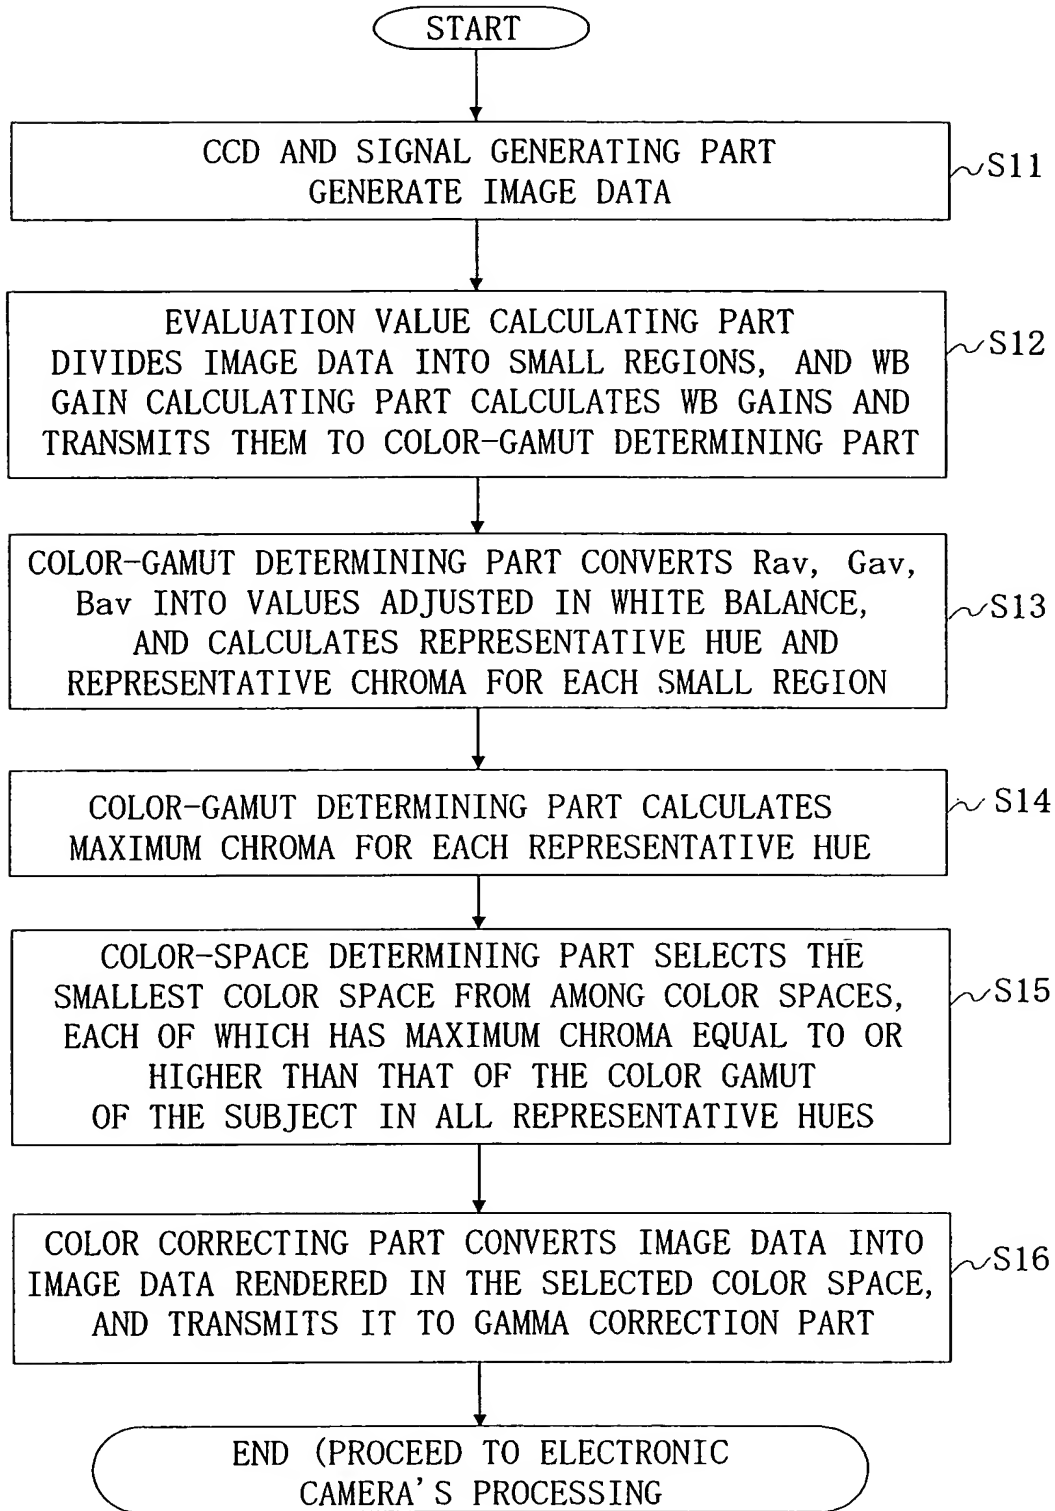 START
CCD AND SIGNAL GENERATING PART
GENERATE IMAGE DATA
S11
EVALUATION VALUE CALCULATING PART
DIVIDES IMAGE DATA INTO SMALL REGIONS, AND WB
GAIN CALCULATING PART CALCULATES WB GAINS AND
TRANSMITS THEM TO COLOR-GAMUT DETERMINING PART
S12
COLOR-GAMUT DETERMINING PART CONVERTS Rav, Gav,
Bav INTO VALUES ADJUSTED IN WHITE BALANCE,
AND CALCULATES REPRESENTATIVE HUE AND
REPRESENTATIVE CHROMA FOR EACH SMALL REGION
S13
COLOR-GAMUT DETERMINING PART CALCULATES
MAXIMUM CHROMA FOR EACH REPRESENTATIVE HUE
S14
COLOR-SPACE DETERMINING PART SELECTS THE
SMALLEST COLOR SPACE FROM AMONG COLOR SPACES,
EACH OF WHICH HAS MAXIMUM CHROMA EQUAL TO OR
HIGHER THAN THAT OF THE COLOR GAMUT
OF THE SUBJECT IN ALL REPRESENTATIVE HUES
S15
COLOR CORRECTING PART CONVERTS IMAGE DATA INTO
IMAGE DATA RENDERED IN THE SELECTED COLOR SPACE,
AND TRANSMITS IT TO GAMMA CORRECTION PART
S16
END (PROCEED TO ELECTRONIC
CAMERA'S PROCESSING